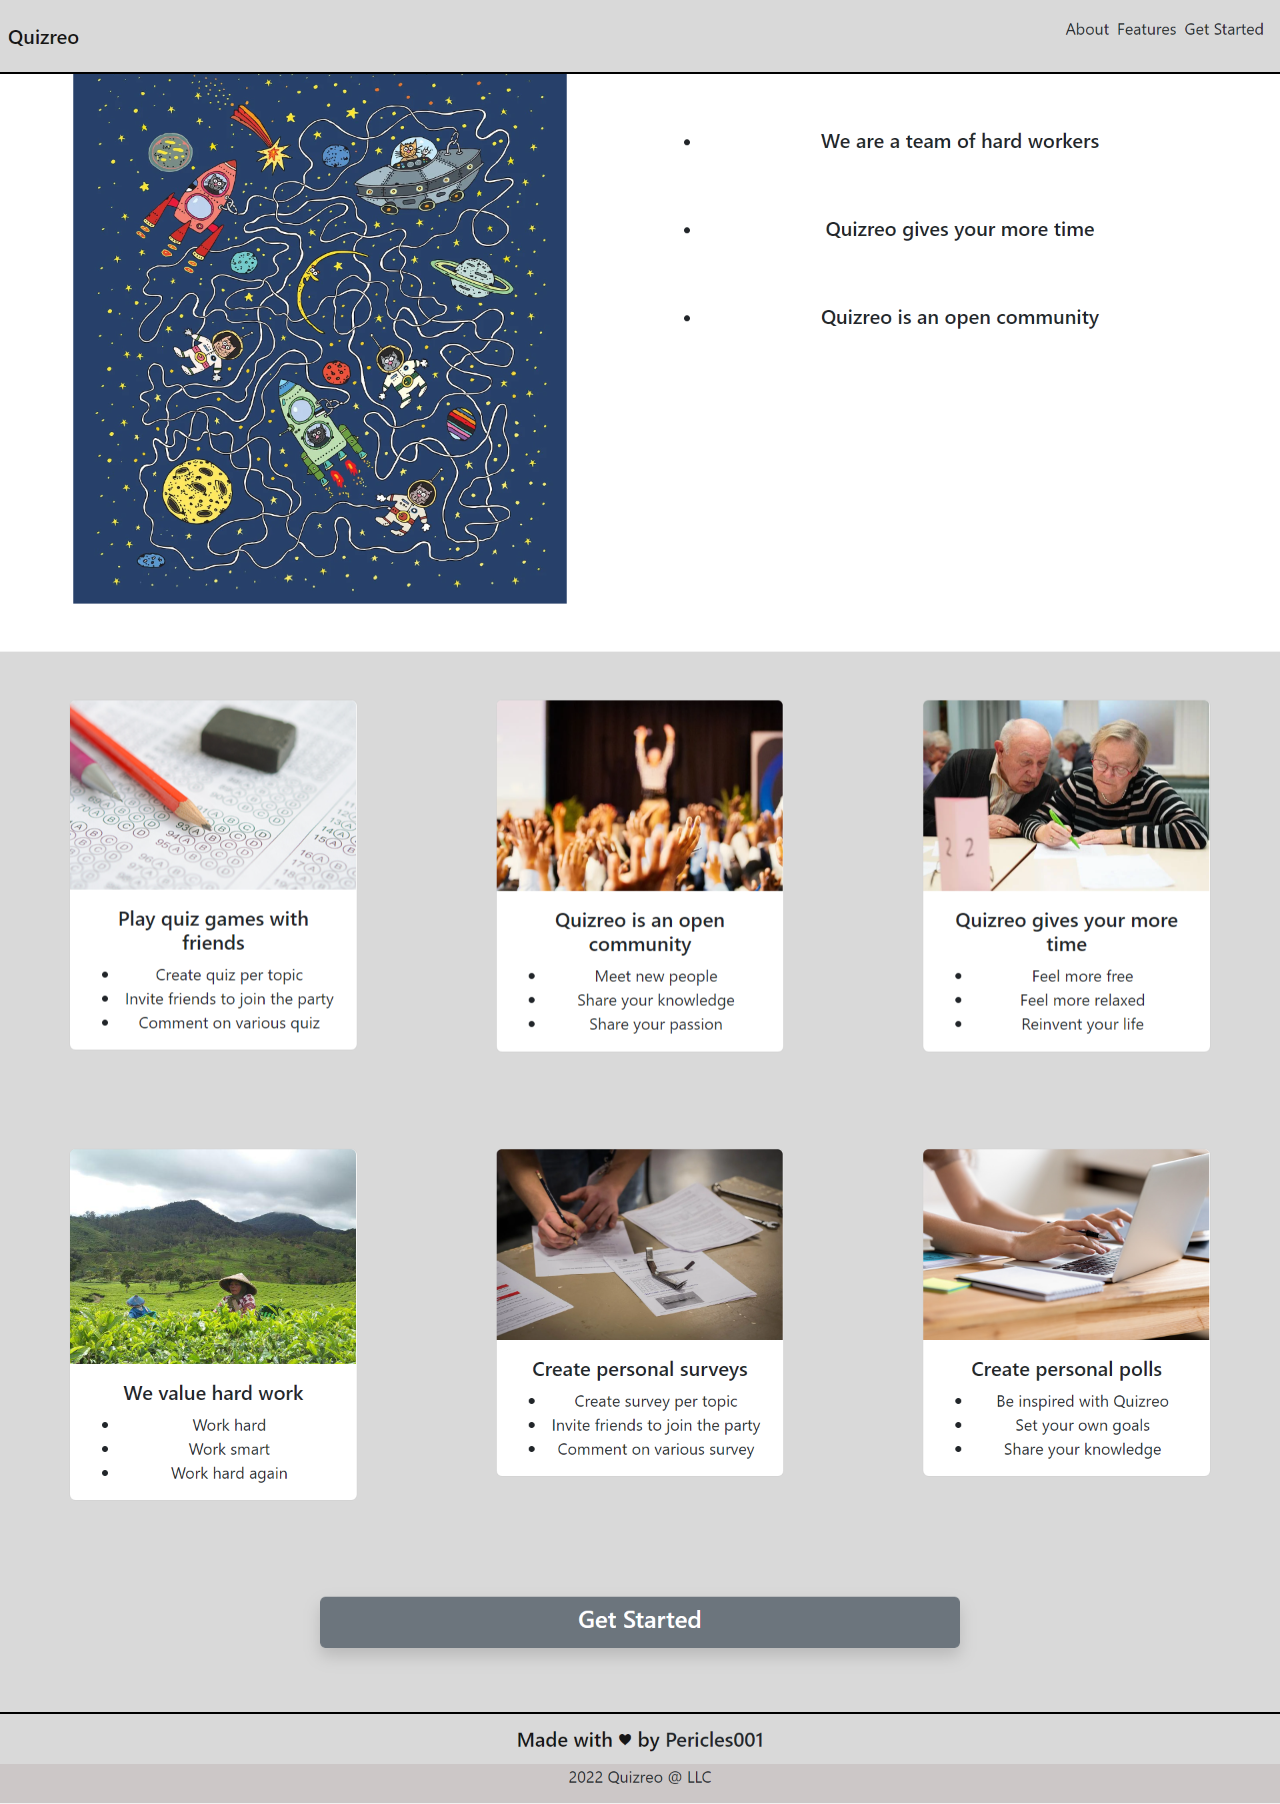 Quizreo
About Features Get Started
• We are a team of hard workers
• Quizreo gives your more time
• Quizreo is an open community
Play quiz games with
friends
• Create quiz per topic
• Invite friends to join the party
• Comment on various quiz
Quizreo is an open
community
• Meet new people
• Share your knowledge
• Share your passion
22
Quizreo gives your more
time
• Feel more free
• Feel more relaxed
• Reinvent your life
We value hard work
• Work hard
• Work smart
• Work hard again
Create personal surveys
• Create survey per topic
• Invite friends to join the party
• Comment on various survey
Create personal polls
• Be inspired with Quizreo
• Set your own goals
• Share your knowledge
Get Started
Made with ♥ by Pericles001
2022 Quizreo @ LLC